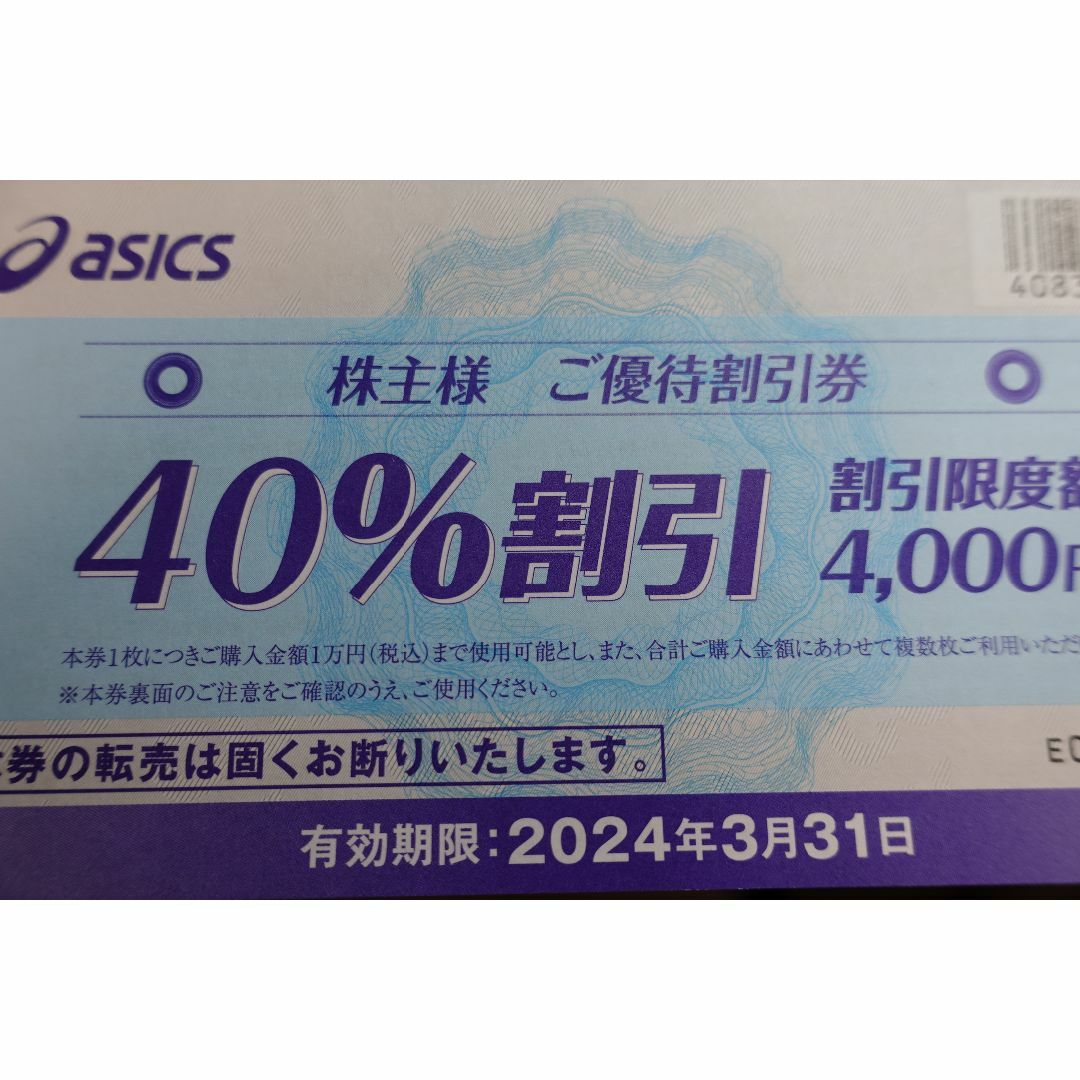 asics
4083
株主様 ご優待割引券
40%割引
割引限度額
4,000円
本券1枚につきご購入金額1万円(税込)まで使用可能とし、また、合計ご購入金額にあわせて複数枚ご利用いただ
※本券裏面のご注意をご確認のうえ、ご使用ください。
券の転売は固くお断りいたします。
EC
有効期限:2024年3月31日